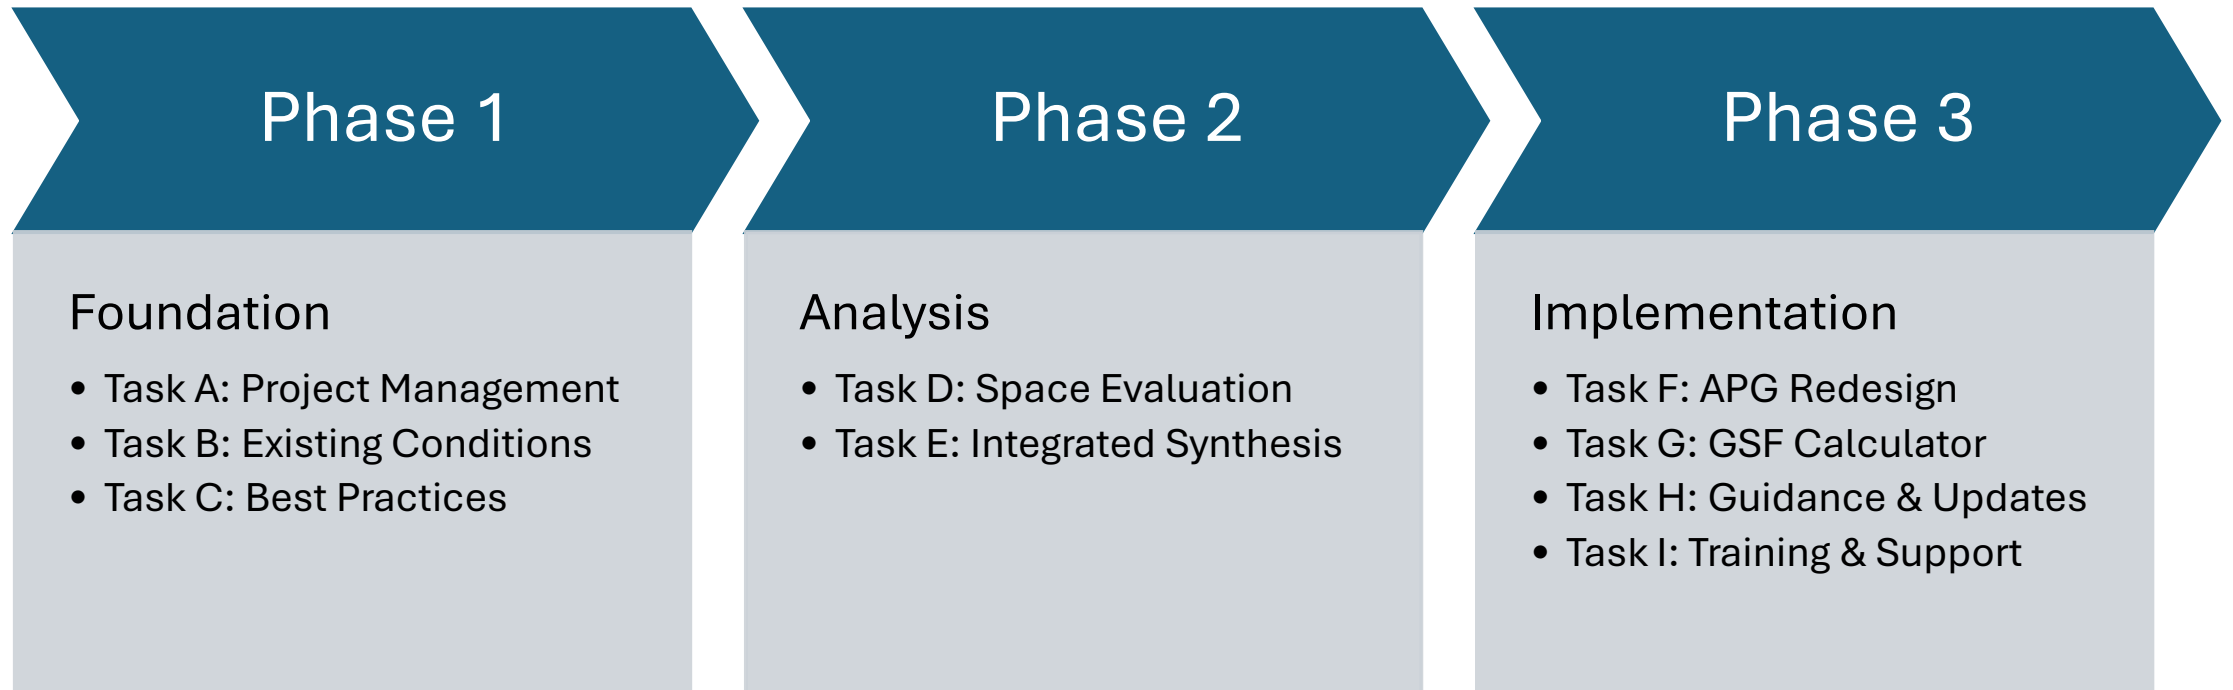 Phase 1
Foundation
• Task A: Project Management
• Task B: Existing Conditions
• Task C: Best Practices
Phase 2
Analysis
• Task D: Space Evaluation
• Task E: Integrated Synthesis
Phase 3
Implementation
• Task F: APG Redesign
• Task G: GSF Calculator
• Task H: Guidance & Updates
• Task I: Training & Support